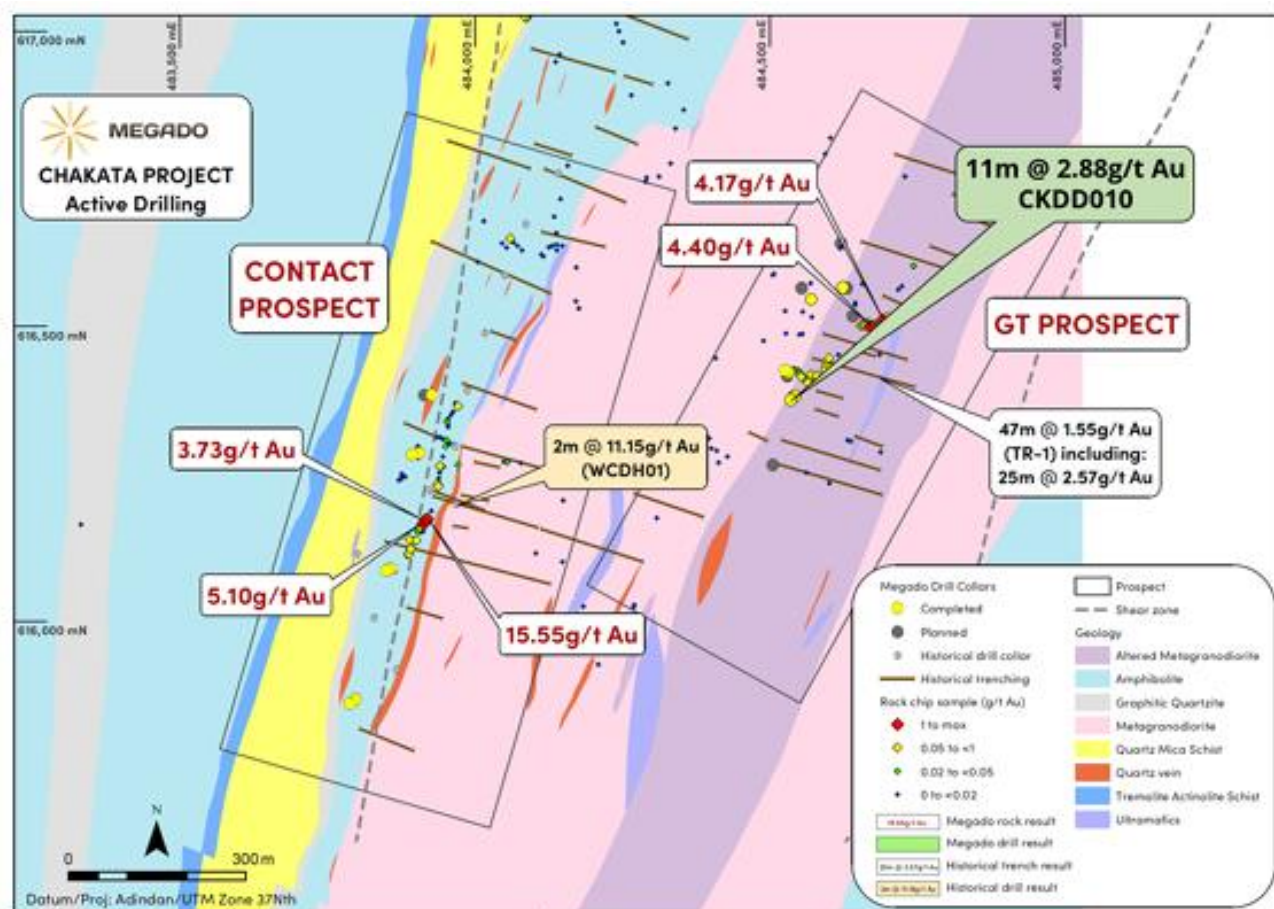 617,000 mN
483,500 mE
484,000 mE
484,500 mE
485,000 mE
MEGADO
CHAKATA PROJECT
Active Drilling
CONTACT
PROSPECT
4.17g/t Au
4.40g/t Au
11m @ 2.88g/t Au
CKDD010
616,500 mN
GT PROSPECT
3.73g/t Au
2m @ 11.15g/t Au
(WCDH01)
47m @ 1.55g/t Au
(TR-1) including:
25m @ 2.57g/t Au
5.10g/t Au
15.55g/t Au
616,000 mN
N
0
300m
Datum/Proj: Adindan/UTM Zone 37Nth
Megado Drill Collars
Completed
Planned
Historical drill collar
Historical trenching
Rock chip sample (g/t Au)
1 to max
0.05 to <1
0.02 to <0.05
0 to <0.02
Megado rock result
Megado drill result
Historical trench result
Historical drill result
Prospect
Shear zone
Geology
Altered Metagranodiorite
Amphibolite
Graphitic Quartzite
Metagranodiorite
Quartz Mica Schist
Quartz vein
Tremolite Actinolite Schist
Ultramafics